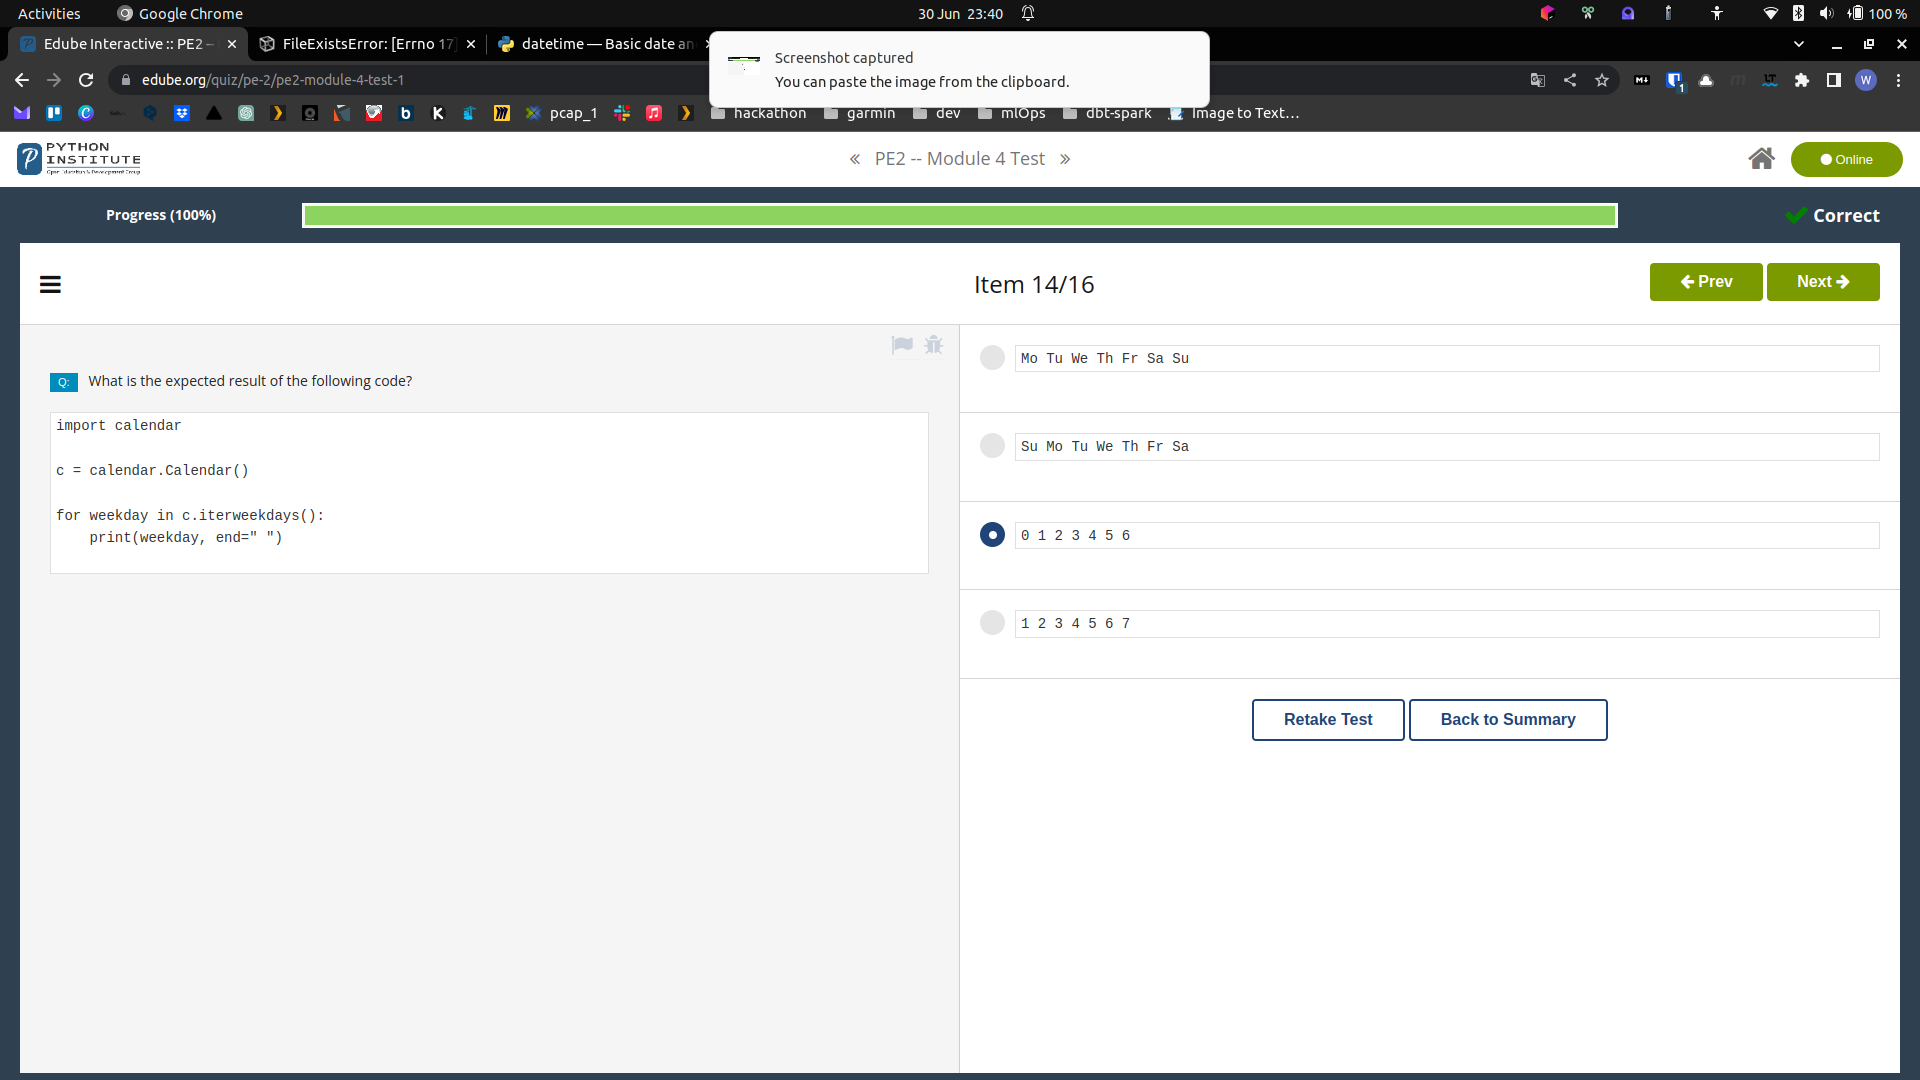 Activities
Google Chrome
30 Jun 23:40
100 %
Edube Interactive :: PE2 –
FileExistsError: [Errno 17]
datetime — Basic date an
Screenshot captured
You can paste the image from the clipboard.
edube.org/quiz/pe-2/pe2-module-4-test-1
pcap_1
hackathon
garmin
dev
mlOps
dbt-spark
Image to Text…
PYTHON
INSTITUTE
Open Education & Development Group
« PE2 -- Module 4 Test »
Online
Progress (100%)
Correct
Item 14/16
Prev
Next
Q: What is the expected result of the following code?
import calendar
c = calendar.Calendar()
for weekday in c.iterweekdays():
    print(weekday, end=" ")
Mo Tu We Th Fr Sa Su
Su Mo Tu We Th Fr Sa
0 1 2 3 4 5 6
1 2 3 4 5 6 7
Retake Test
Back to Summary